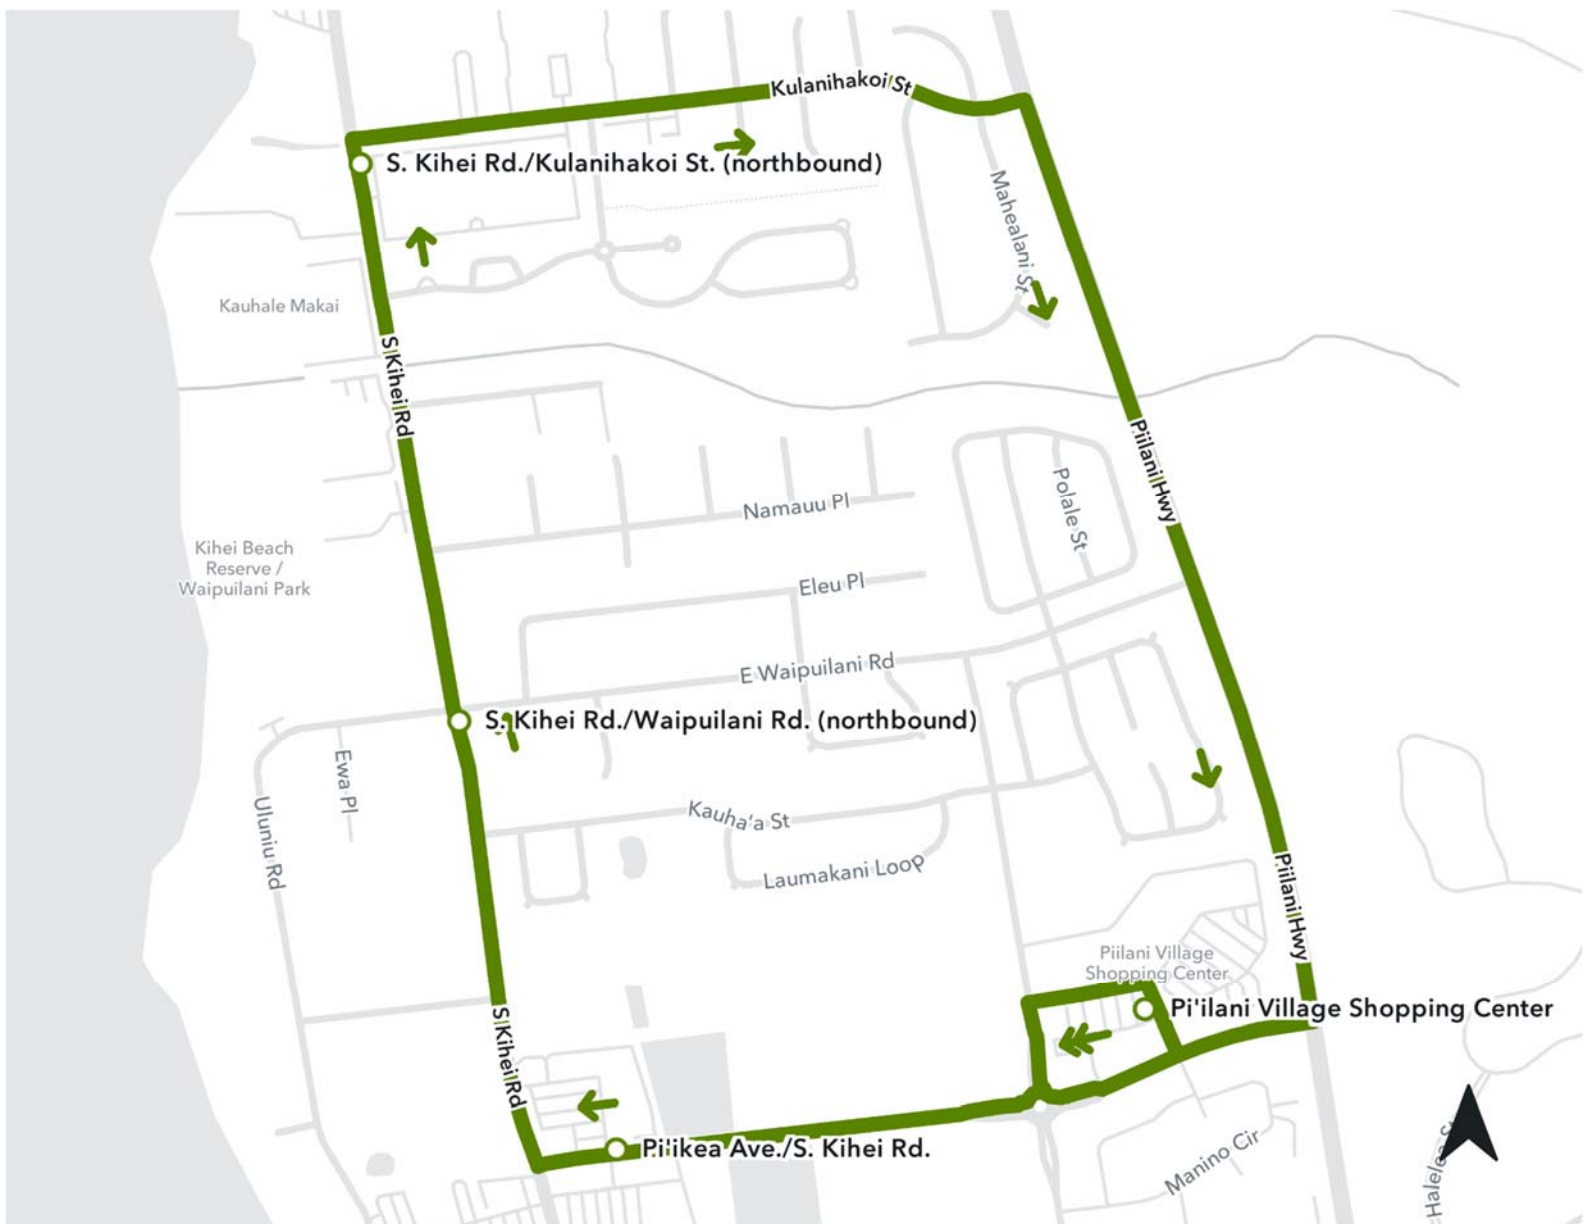 Kulanihakoi St
S. Kihei Rd./Kulanihakoi St. (northbound)
Mahealani St
Kauhale Makai
S Kihei Rd
Piilani Hwy
Polale St
Namauu Pl
Kihei Beach
Reserve /
Waipuilani Park
Eleu Pl
E Waipuilani Rd
S. Kihei Rd./Waipuilani Rd. (northbound)
Ewa Pl
Uluniu Rd
Kauha'a St
Laumakani Loop
Piilani Hwy
Piilani Village
Shopping Center
Pi'ilani Village Shopping Center
S Kihei Rd
Pi'ikea Ave./S. Kihei Rd.
Manino Cir